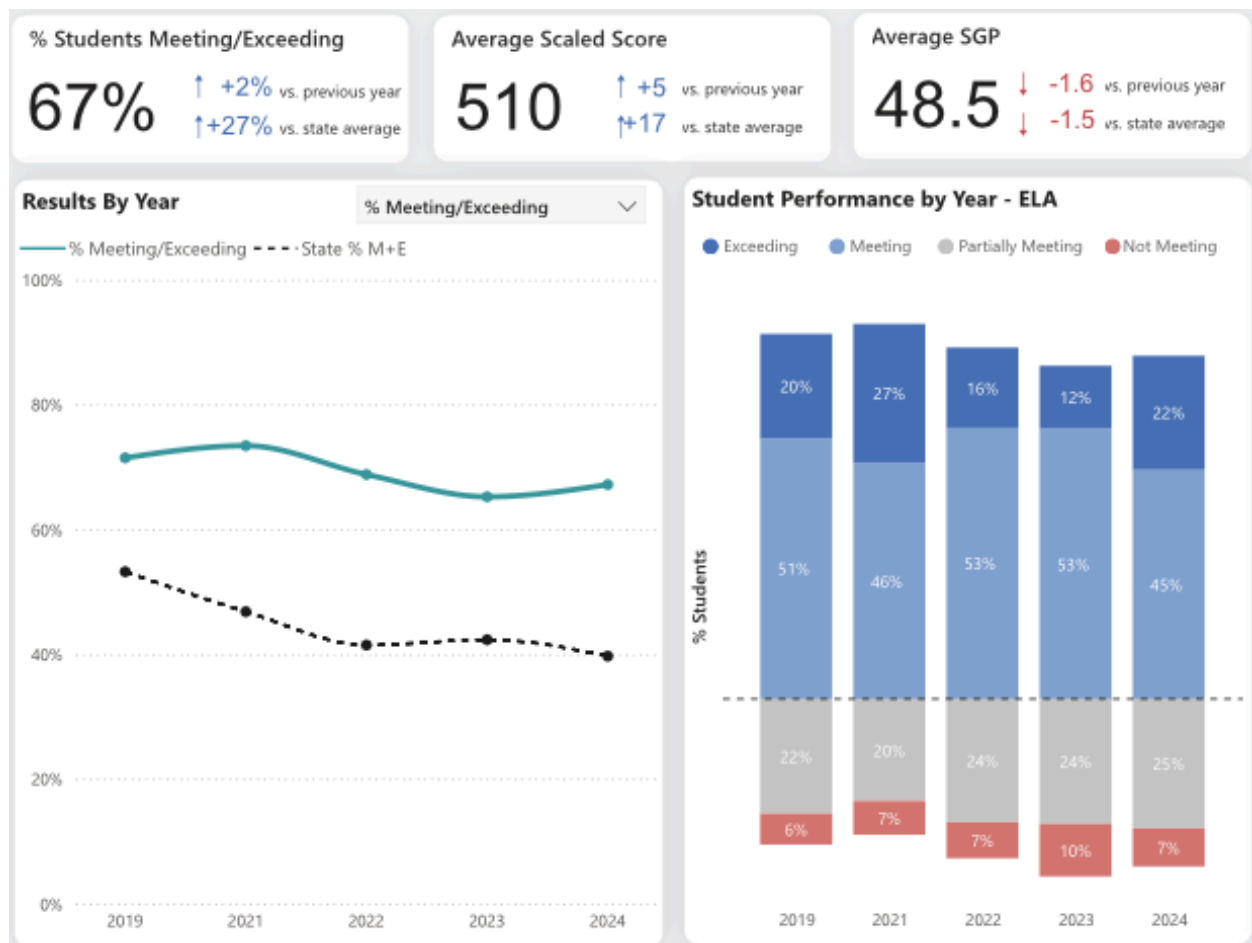 % Students Meeting/Exceeding
67%
↑ +2% vs. previous year
↑+27% vs. state average
Average Scaled Score
510
↑ +5 vs. previous year
↑+17 vs. state average
Average SGP
48.5
↓ -1.6 vs. previous year
↓ -1.5 vs. state average
Results By Year
% Meeting/Exceeding
% Meeting/Exceeding State % M+E
100%
80%
60%
40%
20%
0%
2019 2021 2022 2023 2024
Student Performance by Year - ELA
Exceeding Meeting Partially Meeting Not Meeting
% Students
20% 27% 16% 12% 22%
51% 46% 53% 53% 45%
22% 20% 24% 24% 25%
6% 7% 7% 10% 7%
2019 2021 2022 2023 2024